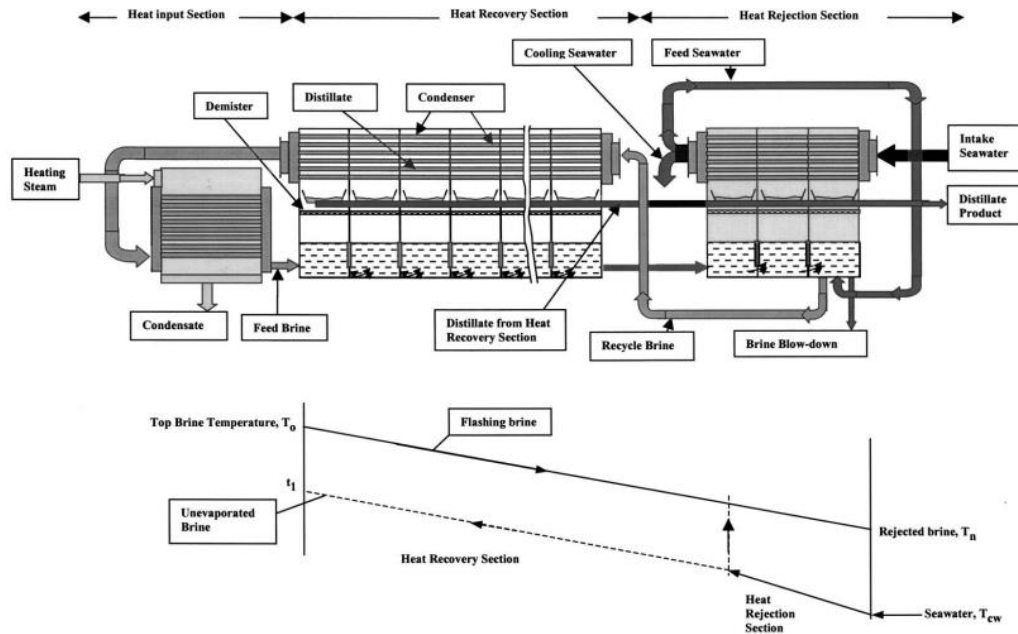 Heat input Section
Heat Recovery Section
Heat Rejection Section
Cooling Seawater
Feed Seawater
Demister
Distillate
Condenser
Heating
Steam
Intake
Seawater
Distillate
Product
Condensate
Feed Brine
Distillate from Heat
Recovery Section
Recycle Brine
Brine Blow-down
Top Brine Temperature, To
Flashing brine
t1
Unevaporated
Brine
Heat Recovery Section
Rejected brine, Tn
Heat
Rejection
Section
Seawater, Tcw